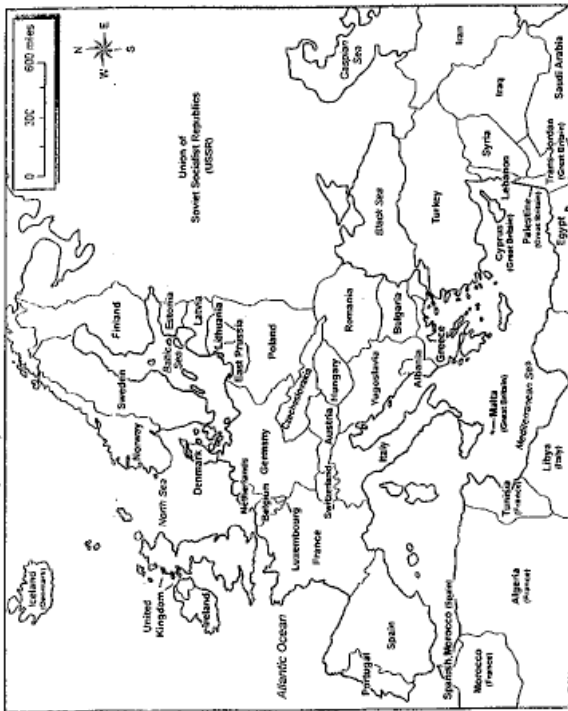 0 300 600 miles
N
W E
S
Iceland
(Denmark)
Norway
Sweden
Finland
Union of
Soviet Socialist Republics
(USSR)
North Sea
Baltic
Sea
Estonia
Latvia
Lithuania
East Prussia
Denmark
United
Kingdom
Ireland
Netherlands
Belgium
Germany
Poland
Luxembourg
Czechoslovakia
Atlantic Ocean
France
Switzerland
Austria
Hungary
Romania
Yugoslavia
Italy
Bulgaria
Albania
Greece
Black Sea
Caspian
Sea
Portugal
Spain
Turkey
Iran
Iraq
Syria
Lebanon
Cyprus
(Great Britain)
Palestine
(Great Britain)
Trans-Jordan
(Great Britain)
Saudi Arabia
Egypt
Malta
(Great Britain)
Mediterranean Sea
Spanish Morocco (Spain)
Morocco
(France)
Algeria
(France)
Tunisia
(France)
Libya
(Italy)